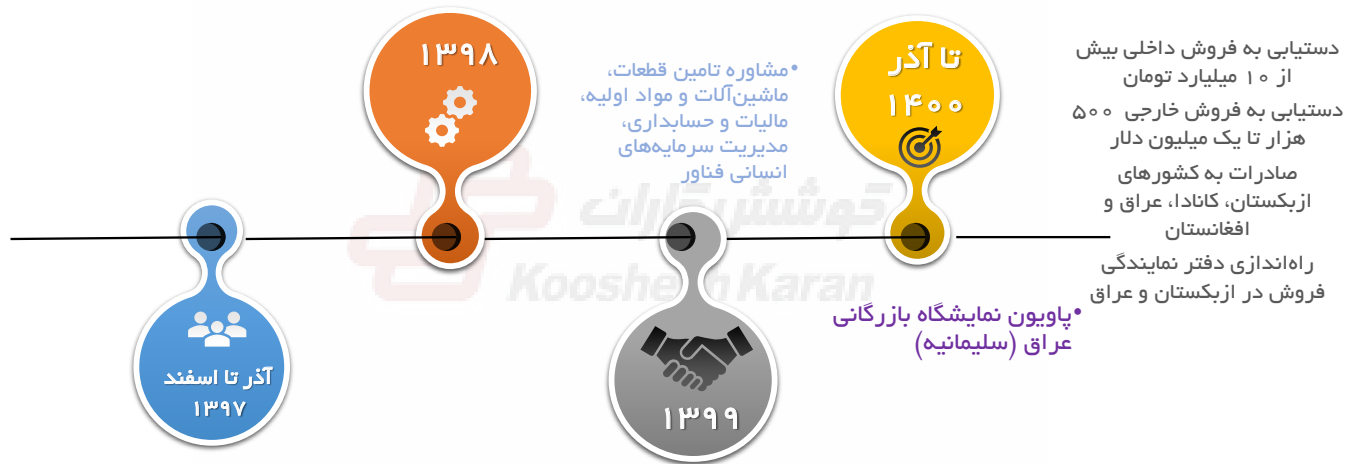 آذر تا اسفند
۱۳۹۷
۱۳۹۸
•مشاوره تامین قطعات،
ماشین‌آلات و مواد اولیه،
مالیات و حسابداری،
مدیریت سرمایه‌های
انسانی فناور
۱۳۹۹
تا آذر
۱۴۰۰
•پاویون نمایشگاه بازرگانی
عراق (سلیمانیه)
دستیابی به فروش داخلی بیش
از ۱۰ میلیارد تومان
دستیابی به فروش خارجی ۵۰۰
هزار تا یک میلیون دلار
صادرات به کشورهای
ازبکستان، کانادا، عراق و
افغانستان
راه‌اندازی دفتر نمایندگی
فروش در ازبکستان و عراق
کوشش کاران
Kooshesh Karan